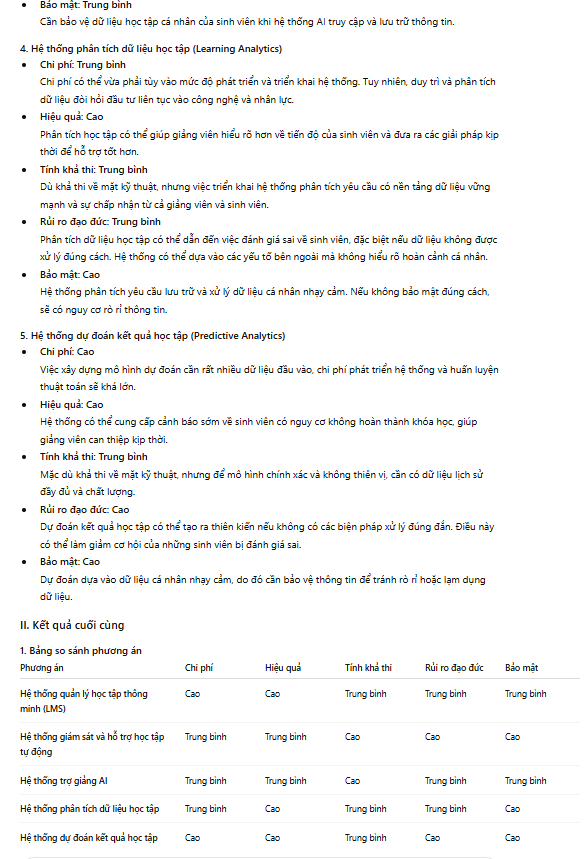 • Bảo mật: Trung bình
Cần bảo vệ dữ liệu học tập cá nhân của sinh viên khi hệ thống AI truy cập và lưu trữ thông tin.
4. Hệ thống phân tích dữ liệu học tập (Learning Analytics)
• Chi phí: Trung bình
Chi phí có thể vừa phải tùy vào mức độ phát triển và triển khai hệ thống. Tuy nhiên, duy trì và phân tích
dữ liệu đòi hỏi đầu tư liên tục vào công nghệ và nhân lực.
• Hiệu quả: Cao
Phân tích học tập có thể giúp giảng viên hiểu rõ hơn về tiến độ của sinh viên và đưa ra các giải pháp kịp
thời để hỗ trợ tốt hơn.
• Tính khả thi: Trung bình
Dù khả thi về mặt kỹ thuật, nhưng việc triển khai hệ thống phân tích yêu cầu có nền tảng dữ liệu vững
mạnh và sự chấp nhận từ cả giảng viên và sinh viên.
• Rủi ro đạo đức: Trung bình
Phân tích dữ liệu học tập có thể dẫn đến việc đánh giá sai về sinh viên, đặc biệt nếu dữ liệu không được
xử lý đúng cách. Hệ thống có thể dựa vào các yếu tố bên ngoài mà không hiểu rõ hoàn cảnh cá nhân.
• Bảo mật: Cao
Hệ thống phân tích yêu cầu lưu trữ và xử lý dữ liệu cá nhân nhạy cảm. Nếu không bảo mật đúng cách,
sẽ có nguy cơ rò rỉ thông tin.
5. Hệ thống dự đoán kết quả học tập (Predictive Analytics)
• Chi phí: Cao
Việc xây dựng mô hình dự đoán cần rất nhiều dữ liệu đầu vào, chi phí phát triển hệ thống và huấn luyện
thuật toán sẽ khá lớn.
• Hiệu quả: Cao
Hệ thống có thể cung cấp cảnh báo sớm về sinh viên có nguy cơ không hoàn thành khóa học, giúp
giảng viên can thiệp kịp thời.
• Tính khả thi: Trung bình
Mặc dù khả thi về mặt kỹ thuật, nhưng để mô hình chính xác và không thiên vị, cần có dữ liệu lịch sử
đầy đủ và chất lượng.
• Rủi ro đạo đức: Cao
Dự đoán kết quả học tập có thể tạo ra thiên kiến nếu không có các biện pháp xử lý đúng đắn. Điều này
có thể làm giảm cơ hội của những sinh viên bị đánh giá sai.
• Bảo mật: Cao
Dự đoán dựa vào dữ liệu cá nhân nhạy cảm, do đó cần bảo vệ thông tin để tránh rò rỉ hoặc lạm dụng
dữ liệu.
II. Kết quả cuối cùng
1. Bảng so sánh phương án
Phương án Chi phí Hiệu quả Tính khả thi Rủi ro đạo đức Bảo mật
Hệ thống quản lý học tập thông Cao Cao Trung bình Trung bình Trung bình
minh (LMS)
Hệ thống giám sát và hỗ trợ học tập Trung bình Trung bình Cao Cao Cao
tự động
Hệ thống trợ giảng AI Trung bình Trung bình Cao Trung bình Trung bình
Hệ thống phân tích dữ liệu học tập Trung bình Cao Trung bình Trung bình Cao
Hệ thống dự đoán kết quả học tập Cao Cao Trung bình Cao Cao